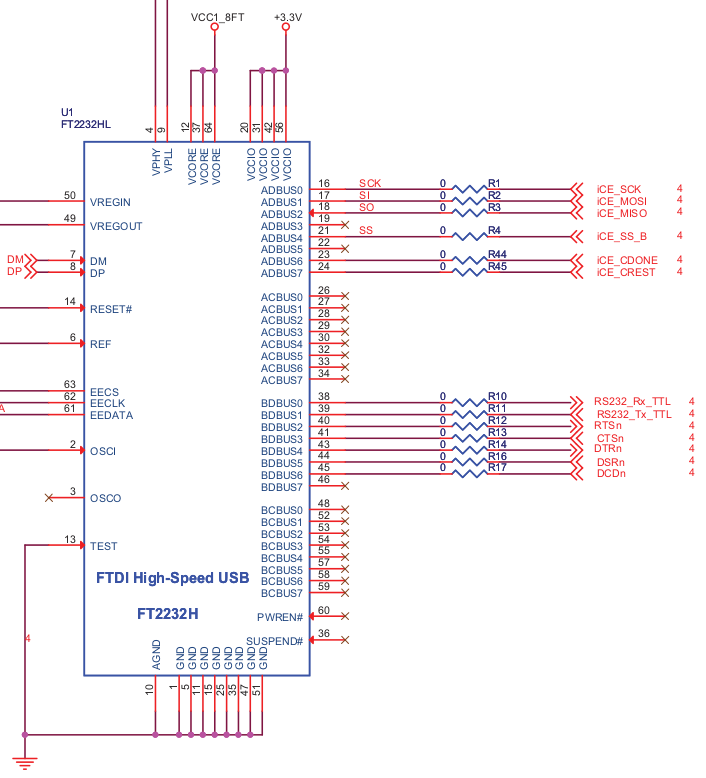 VCC1_8FT +3.3V
U1
FT2232HL
4 9 12 37 64 20 31 42 56
VPHY VPLL VCORE VCORE VCORE VCCIO VCCIO VCCIO VCCIO
50 VREGIN
49 VREGOUT
DM 7 DM
DP 8 DP
14 RESET#
6 REF
63 EECS
62 EECLK
A 61 EEDATA
2 OSCI
3 OSCO
13 TEST
ADBUS0 16 SCK 0 R1 iCE_SCK 4
ADBUS1 17 SI 0 R2 iCE_MOSI 4
ADBUS2 18 SO 0 R3 iCE_MISO 4
ADBUS3 19
ADBUS4 21 SS 0 R4 iCE_SS_B 4
ADBUS5 22
ADBUS6 23 0 R44 iCE_CDONE 4
ADBUS7 24 0 R45 iCE_CREST 4
ACBUS0 26
ACBUS1 27
ACBUS2 28
ACBUS3 29
ACBUS4 30
ACBUS5 32
ACBUS6 33
ACBUS7 34
BDBUS0 38 0 R10 RS232_Rx_TTL 4
BDBUS1 39 0 R11 RS232_Tx_TTL 4
BDBUS2 40 0 R12 RTSn 4
BDBUS3 41 0 R13 CTSn 4
BDBUS4 43 0 R14 DTRn 4
BDBUS5 44 0 R16 DSRn 4
BDBUS6 45 0 R17 DCDn 4
BDBUS7 46
BCBUS0 48
BCBUS1 52
BCBUS2 53
BCBUS3 54
BCBUS4 55
BCBUS5 57
BCBUS6 58
BCBUS7 59
PWREN# 60
SUSPEND# 36
FTDI High-Speed USB
FT2232H
4
AGND GND GND GND GND GND GND GND GND
10 1 5 11 15 25 35 47 51